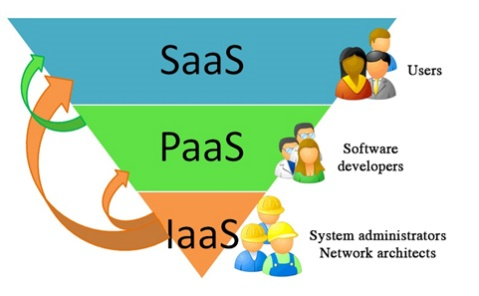 SaaS
Users
PaaS
Software
developers
IaaS
System administrators
Network architects